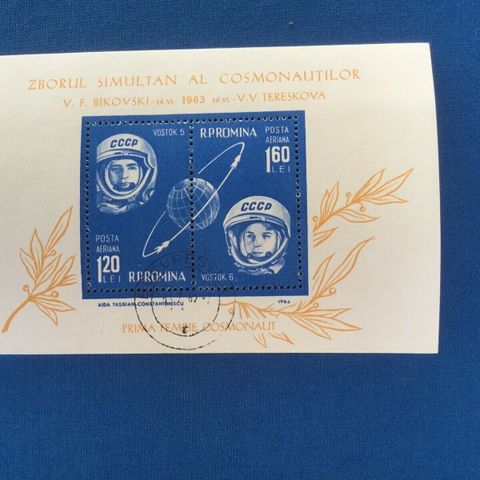 ZBORUL SIMULTAN AL COSMONAUȚILOR
V. F. BIKOVSKI - 14 VI 1963 16 VI - V. V. TERESKOVA
VOSTOK 5
CCCP
POSTA
AERIANA
1,20
LEI
R.P.ROMINA
R.P.ROMINA
POSTA
AERIANA
1,60
LEI
CCCP
VOSTOK 6
AIDA TASGIAN-CONSTANTINESCU
1963
PRIMA FEMEIE COSMONAUT